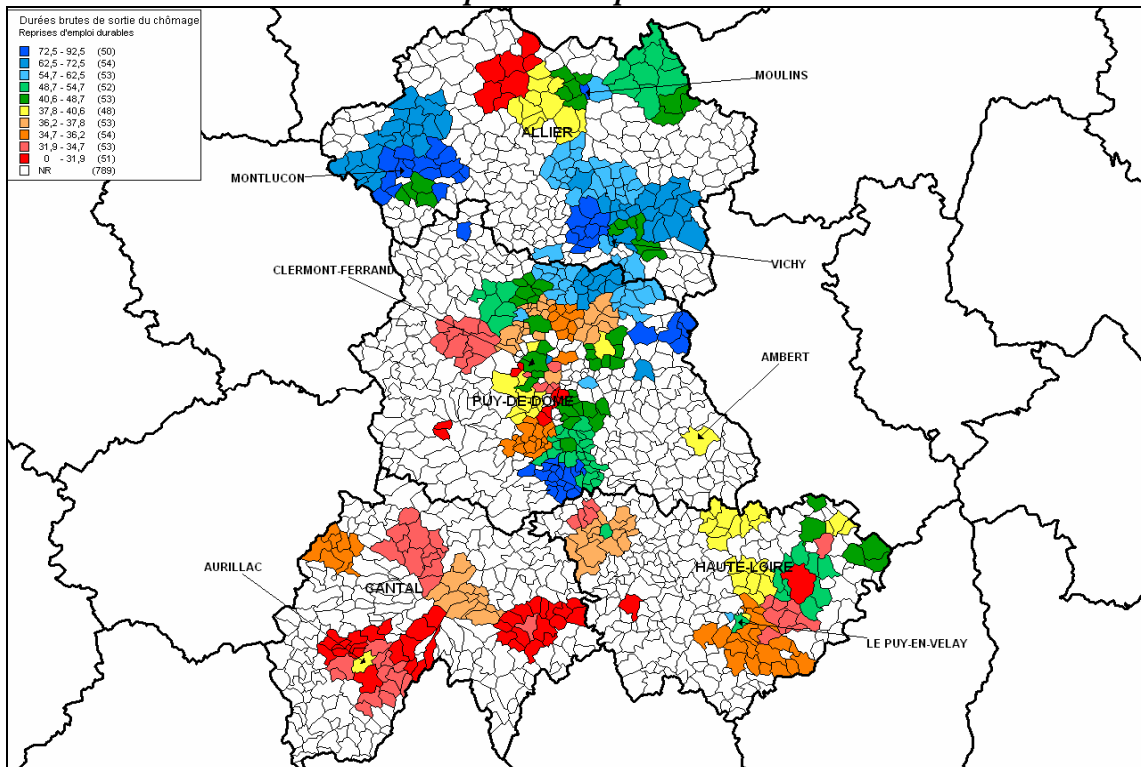 Durées brutes de sortie du chômage
Reprises d'emploi durables
72,5 - 92,5 (50)
62,5 - 72,5 (54)
54,7 - 62,5 (53)
48,7 - 54,7 (52)
40,6 - 48,7 (53)
37,8 - 40,6 (48)
36,2 - 37,8 (53)
34,7 - 36,2 (54)
31,9 - 34,7 (53)
0 - 31,9 (51)
NR (789)
MOULINS
ALLIER
MONTLUCON
VICHY
CLERMONT-FERRAND
AMBERT
PUY-DE-DOME
AURILLAC
CANTAL
HAUTE-LOIRE
LE PUY-EN-VELAY